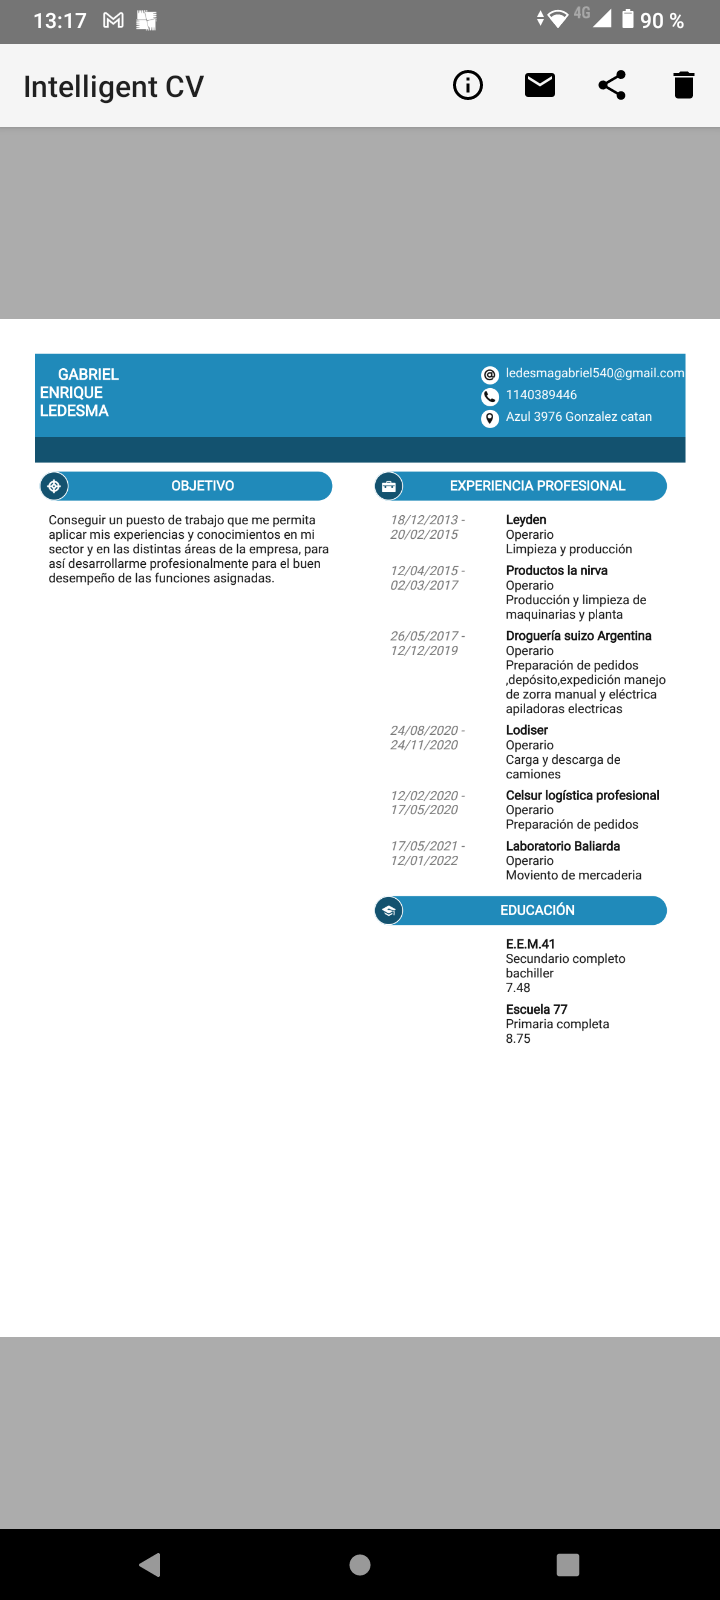 13:17
4G
90 %
Intelligent CV
GABRIEL
ENRIQUE
LEDESMA
@ ledesmagabriel540@gmail.com
1140389446
Azul 3976 Gonzalez catan
OBJETIVO
Conseguir un puesto de trabajo que me permita
aplicar mis experiencias y conocimientos en mi
sector y en las distintas áreas de la empresa, para
así desarrollarme profesionalmente para el buen
desempeño de las funciones asignadas.
EXPERIENCIA PROFESIONAL
18/12/2013 -
20/02/2015
Leyden
Operario
Limpieza y producción
12/04/2015 -
02/03/2017
Productos la nirva
Operario
Producción y limpieza de
maquinarias y planta
26/05/2017 -
12/12/2019
Droguería suizo Argentina
Operario
Preparación de pedidos
,depósito,expedición manejo
de zorra manual y eléctrica
apiladoras electricas
24/08/2020 -
24/11/2020
Lodiser
Operario
Carga y descarga de
camiones
12/02/2020 -
17/05/2020
Celsur logística profesional
Operario
Preparación de pedidos
17/05/2021 -
12/01/2022
Laboratorio Baliarda
Operario
Moviento de mercaderia
EDUCACIÓN
E.E.M.41
Secundario completo
bachiller
7.48
Escuela 77
Primaria completa
8.75